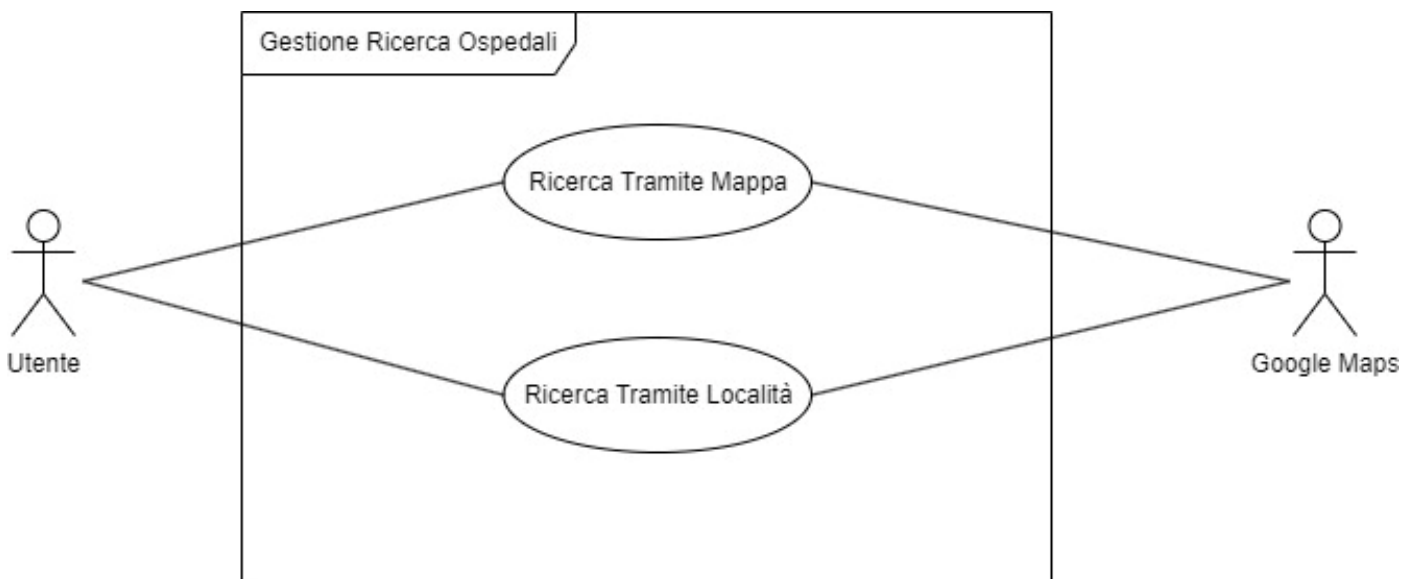 Gestione Ricerca Ospedali
Ricerca Tramite Mappa
Utente
Google Maps
Ricerca Tramite Località